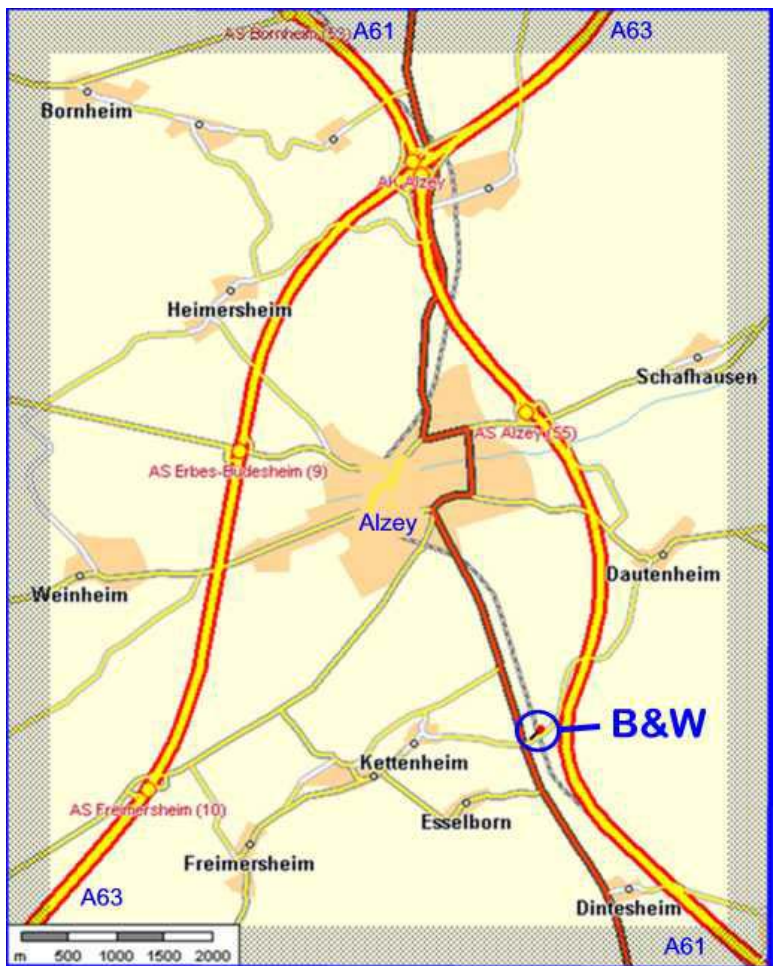 AS Bornheim (53)
A61
A63
Bornheim
AK Alzey
Heimersheim
Schafhausen
AS Alzey (55)
AS Erbes-Budesheim (9)
Alzey
Weinheim
Dautenheim
B&W
Kettenheim
AS Freimersheim (10)
Esselborn
Freimersheim
A63
Dintesheim
A61
m 500 1000 1500 2000